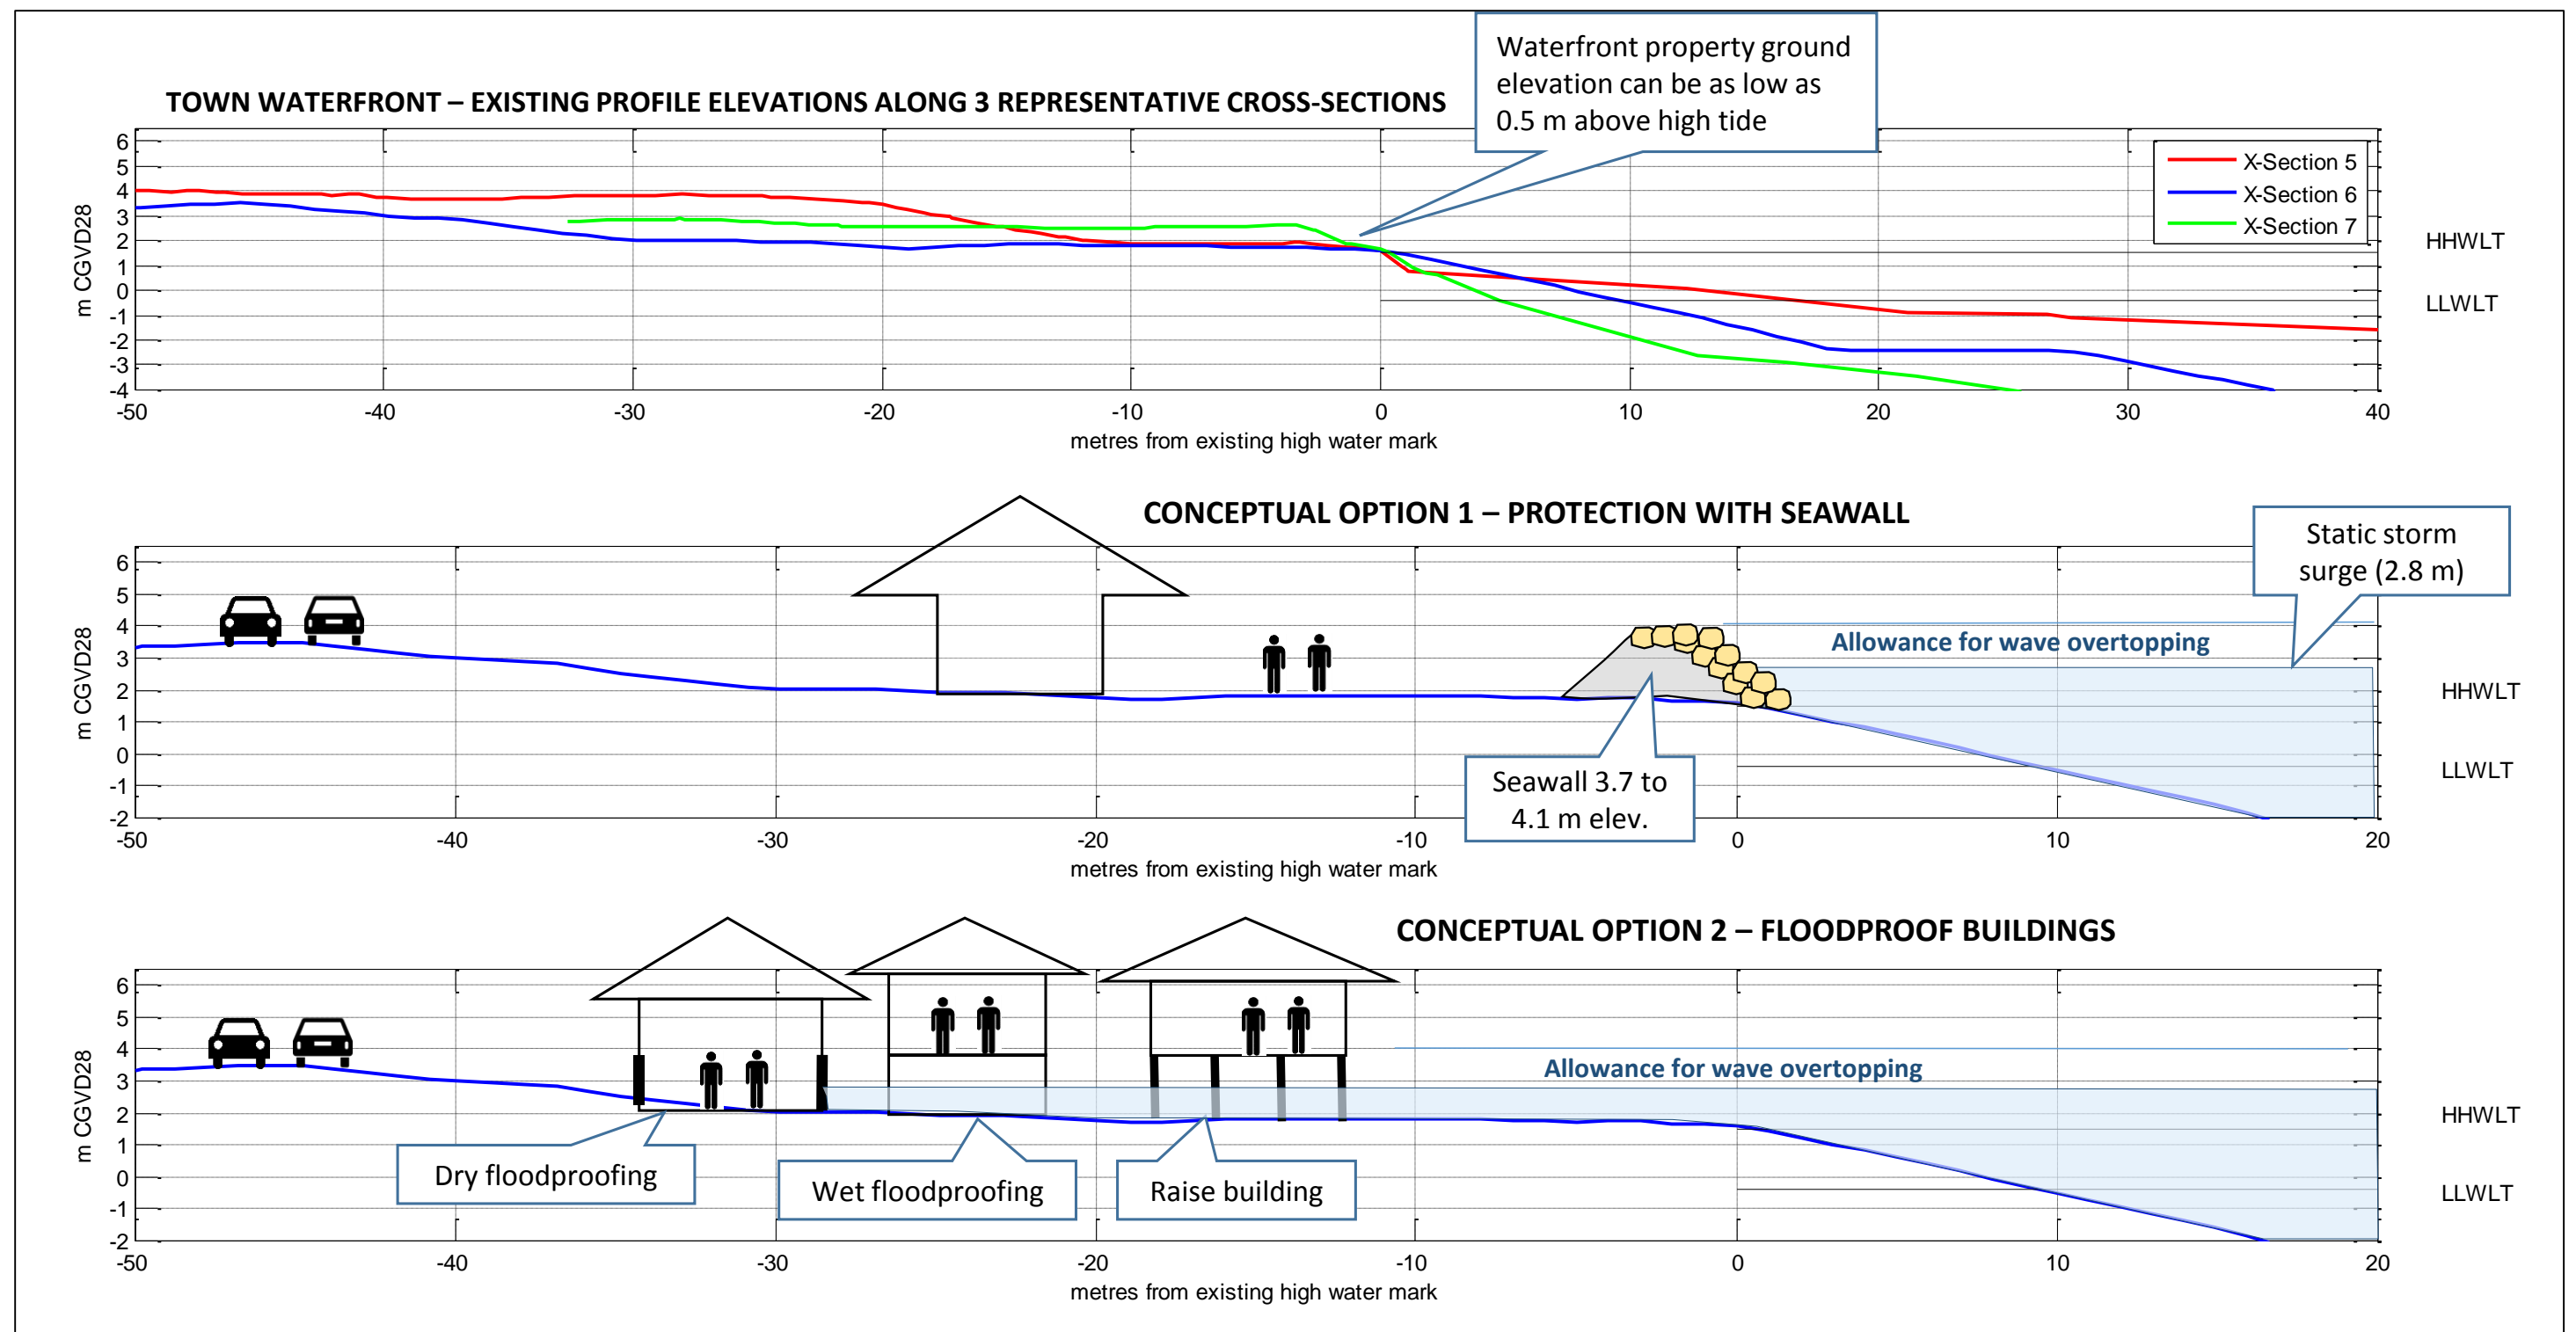 Waterfront property ground
elevation can be as low as
0.5 m above high tide
TOWN WATERFRONT – EXISTING PROFILE ELEVATIONS ALONG 3 REPRESENTATIVE CROSS-SECTIONS
6
5
4
3
2
1
0
-1
-2
-3
-4
m CGVD28
X-Section 5
X-Section 6
X-Section 7
HHWLT
LLWLT
-50 -40 -30 -20 -10 0 10 20 30 40
metres from existing high water mark
CONCEPTUAL OPTION 1 – PROTECTION WITH SEAWALL
Static storm
surge (2.8 m)
6
5
4
3
2
1
0
-1
-2
m CGVD28
Allowance for wave overtopping
HHWLT
LLWLT
Seawall 3.7 to
4.1 m elev.
-50 -40 -30 -20 -10 0 10 20
metres from existing high water mark
CONCEPTUAL OPTION 2 – FLOODPROOF BUILDINGS
6
5
4
3
2
1
0
-1
-2
m CGVD28
Allowance for wave overtopping
HHWLT
LLWLT
Dry floodproofing
Wet floodproofing
Raise building
-50 -40 -30 -20 -10 0 10 20
metres from existing high water mark